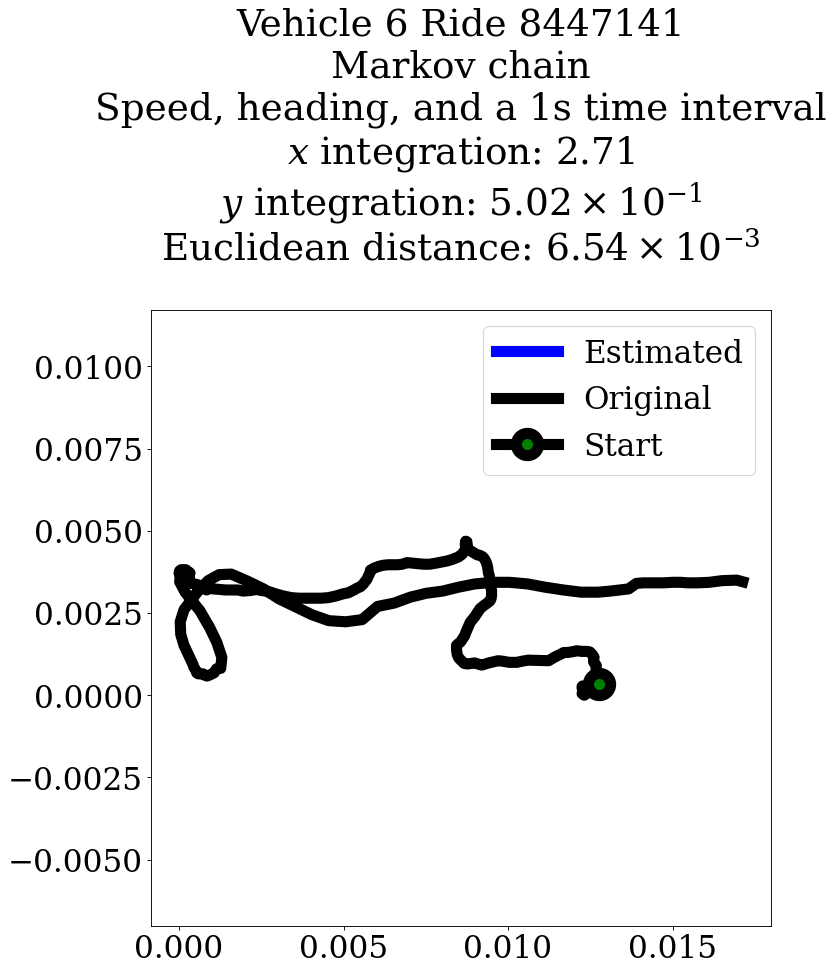 Vehicle 6 Ride 8447141
Markov chain
Speed, heading, and a 1s time interval
x integration: 2.71
y integration: 5.02 × 10⁻¹
Euclidean distance: 6.54 × 10⁻³
Estimated
Original
Start
0.0100
0.0075
0.0050
0.0025
0.0000
−0.0025
−0.0050
0.000 0.005 0.010 0.015